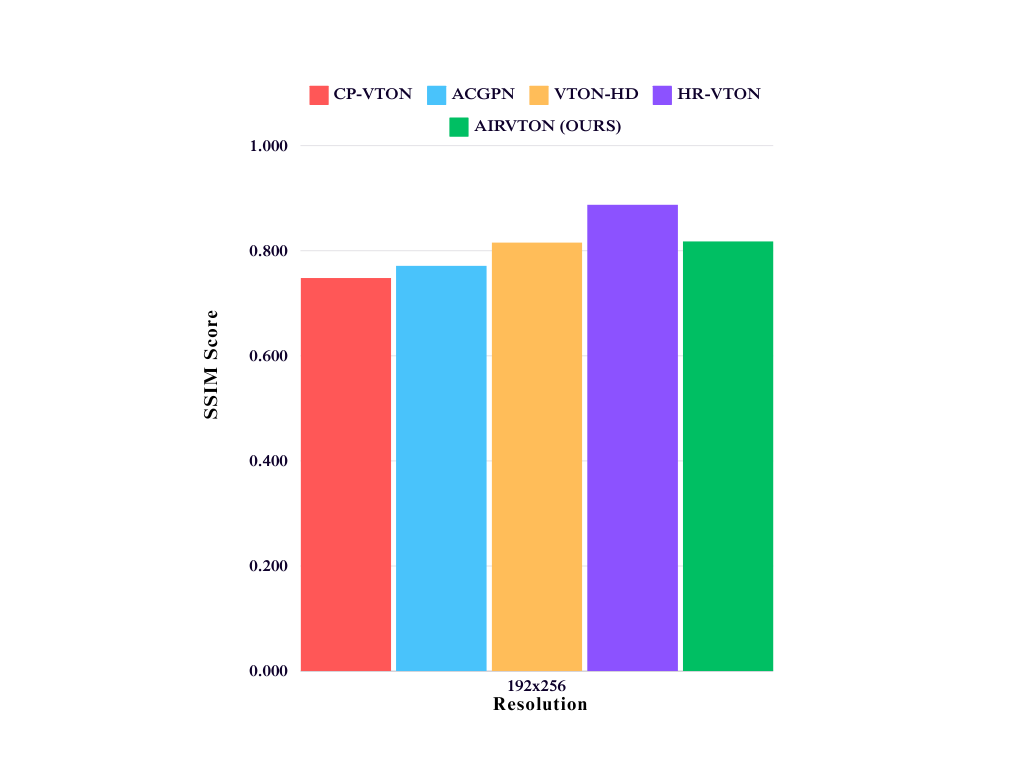 CP-VTON ACGPN VTON-HD HR-VTON
AIRVTON (OURS)
1.000
0.800
0.600
0.400
0.200
0.000
SSIM Score
192x256
Resolution